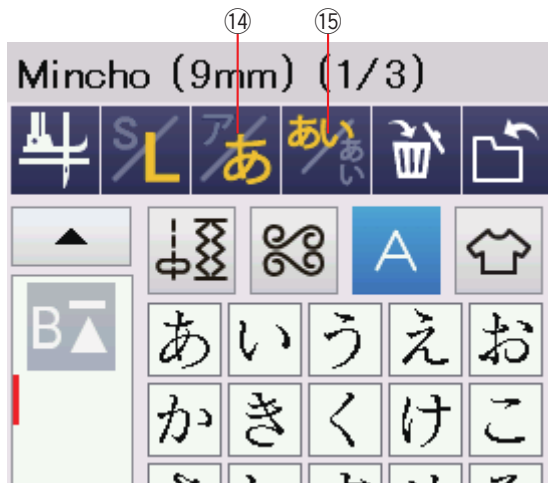 ⑭ ⑮
Mincho (9mm) (1/3)
S/L ア/あ あい/あい
A
B
あ い う え お
か き く け こ